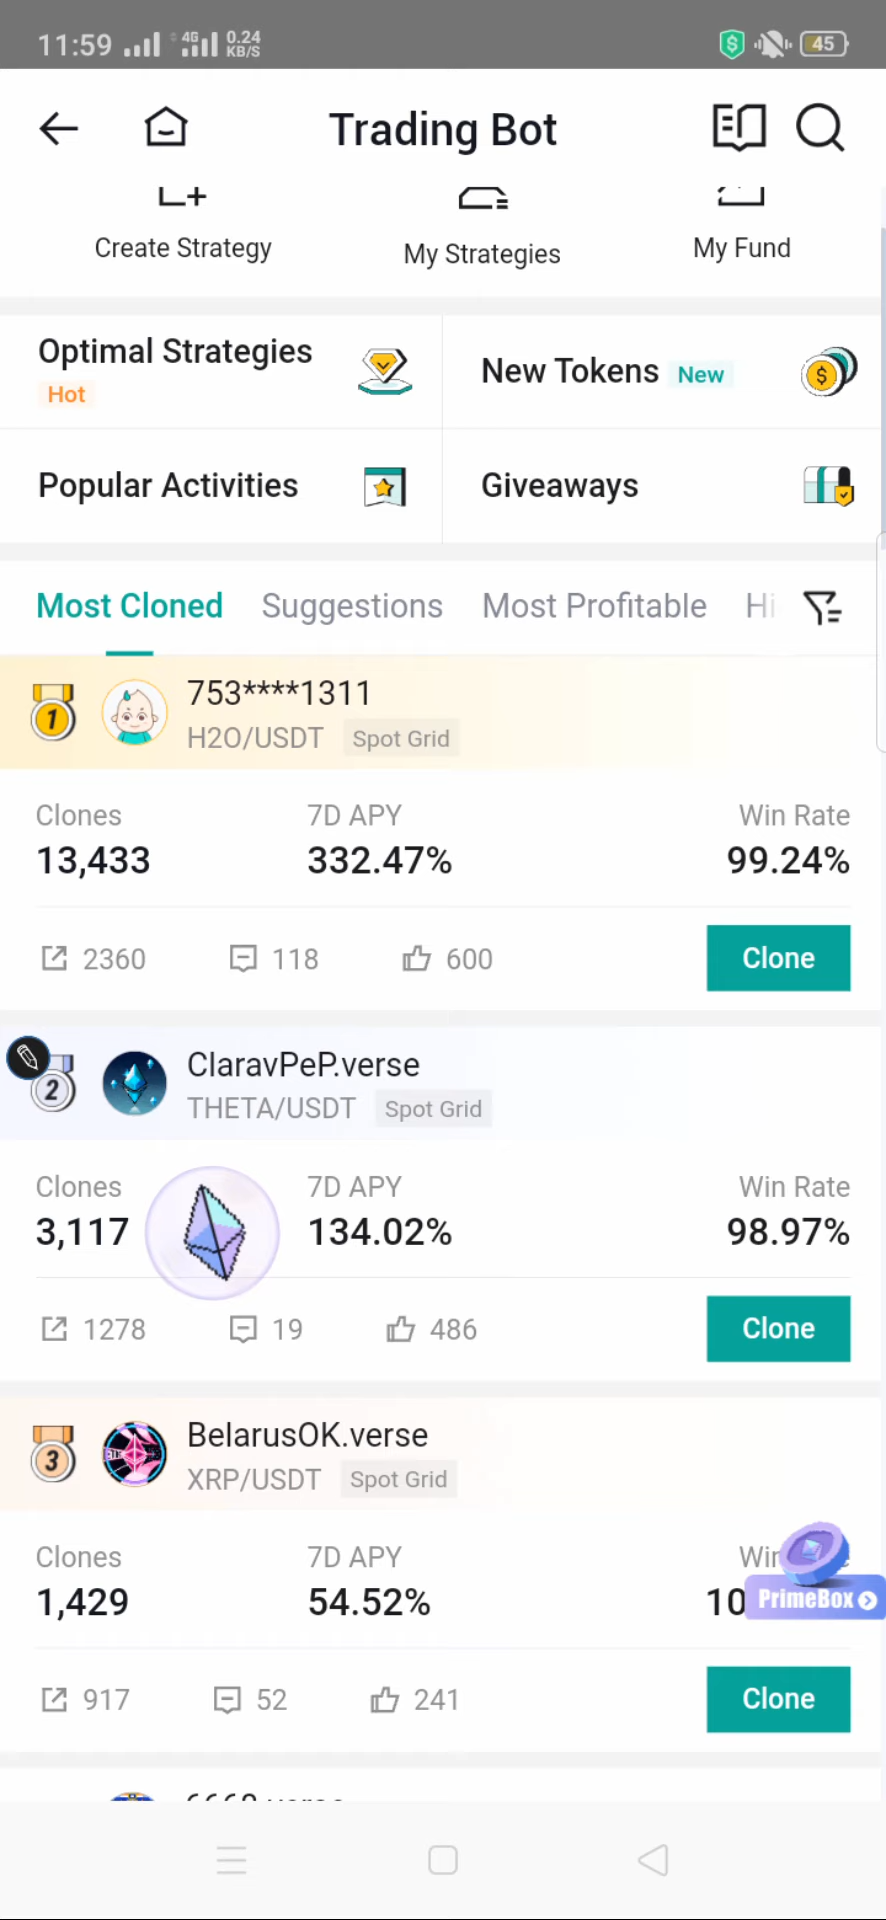 11:59 4G 0.24 KB/S 45
Trading Bot
Create Strategy My Strategies My Fund
Optimal Strategies
Hot
New Tokens New
Popular Activities
Giveaways
Most Cloned Suggestions Most Profitable Hi
1
753****1311
H2O/USDT Spot Grid
Clones 7D APY Win Rate
13,433 332.47% 99.24%
2360 118 600 Clone
2
ClaravPeP.verse
THETA/USDT Spot Grid
Clones 7D APY Win Rate
3,117 134.02% 98.97%
1278 19 486 Clone
3
BelarusOK.verse
XRP/USDT Spot Grid
Clones 7D APY
1,429 54.52% 10
PrimeBox
917 52 241 Clone